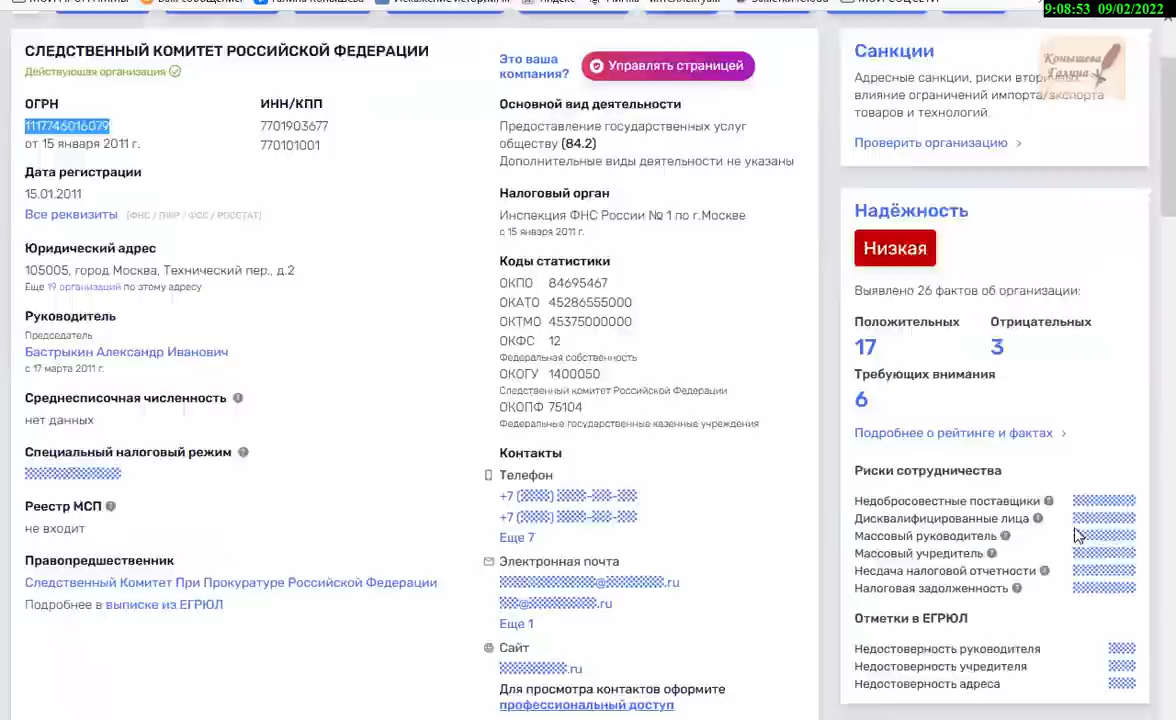 9:08:53 09/02/2022
СЛЕДСТВЕННЫЙ КОМИТЕТ РОССИЙСКОЙ ФЕДЕРАЦИИ
Действующая организация
ОГРН
1117746016079
от 15 января 2011 г.
ИНН/КПП
7701903677
770101001
Дата регистрации
15.01.2011
Все реквизиты [ФНС / ПФР / ФСС / РОССТАТ]
Юридический адрес
105005, город Москва, Технический пер., д.2
Еще 19 организаций по этому адресу
Руководитель
Председатель
Бастрыкин Александр Иванович
с 17 марта 2011 г.
Среднесписочная численность
нет данных
Специальный налоговый режим
Реестр МСП
не входит
Правопредшественник
Следственный Комитет При Прокуратуре Российской Федерации
Подробнее в выписке из ЕГРЮЛ
Это ваша
компания?
Управлять страницей
Основной вид деятельности
Предоставление государственных услуг
обществу (84.2)
Дополнительные виды деятельности не указаны
Налоговый орган
Инспекция ФНС России № 1 по г.Москве
с 15 января 2011 г.
Коды статистики
ОКПО 84695467
ОКАТО 45286555000
ОКТМО 45375000000
ОКФС 12
Федеральная собственность
ОКОГУ 1400050
Следственный комитет Российской Федерации
ОКОПФ 75104
Федеральные государственные казенные учреждения
Контакты
Телефон
+7 (
+7 (
Еще 7
Электронная почта
@ .ru
@ .ru
Еще 1
Сайт
.ru
Для просмотра контактов оформите
профессиональный доступ
Санкции
Конышева
Галина
Адресные санкции, риски
влияние ограничений импорта/экспорта
товаров и технологий
Проверить организацию
Надёжность
Низкая
Выявлено 26 фактов об организации:
Положительных
17
Отрицательных
3
Требующих внимания
6
Подробнее о рейтинге и фактах
Риски сотрудничества
Недобросовестные поставщики
Дисквалифицированные лица
Массовый руководитель
Массовый учредитель
Несдача налоговой отчетности
Налоговая задолженность
Отметки в ЕГРЮЛ
Недостоверность руководителя
Недостоверность учредителя
Недостоверность адреса